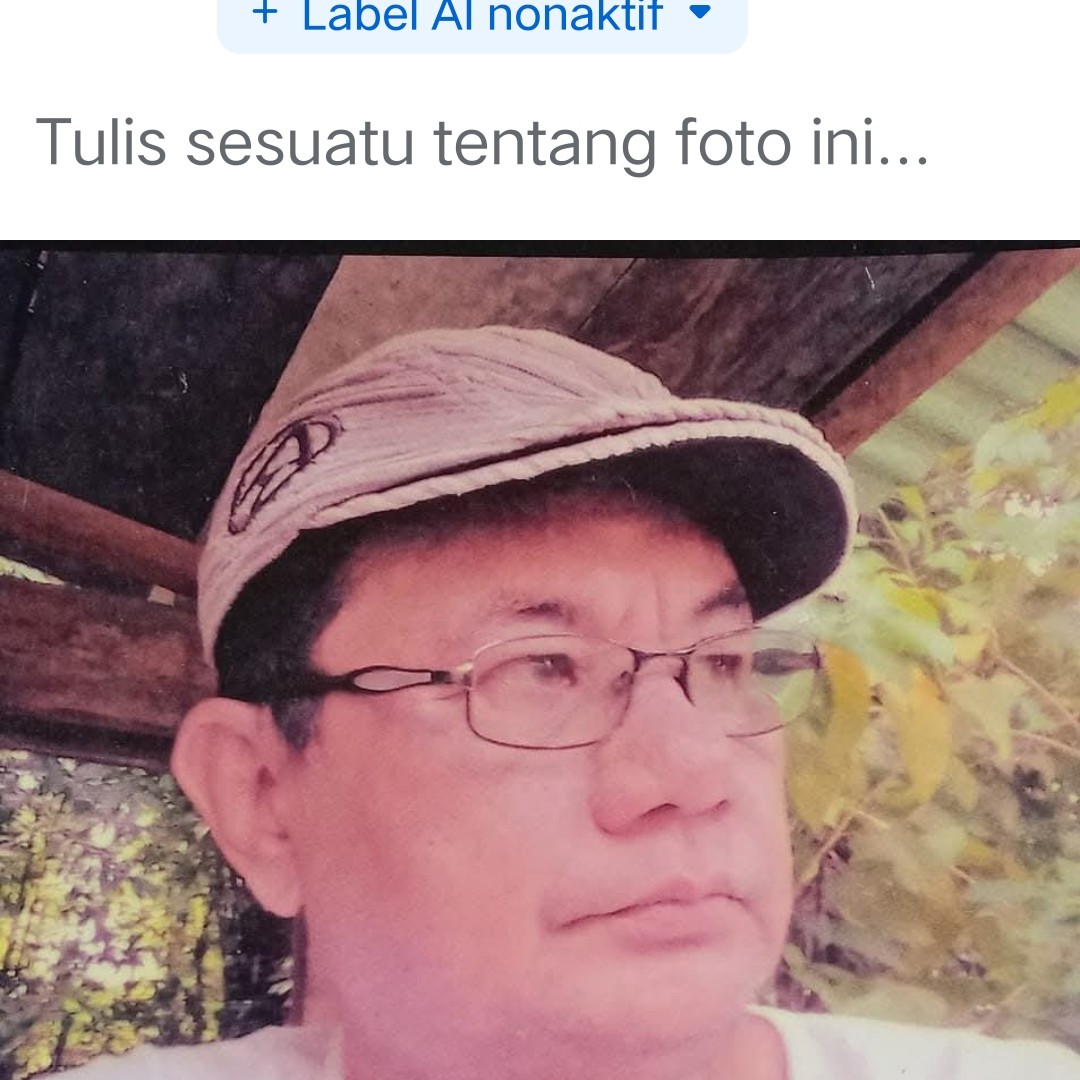 + Label AI nonaktif
Tulis sesuatu tentang foto ini...